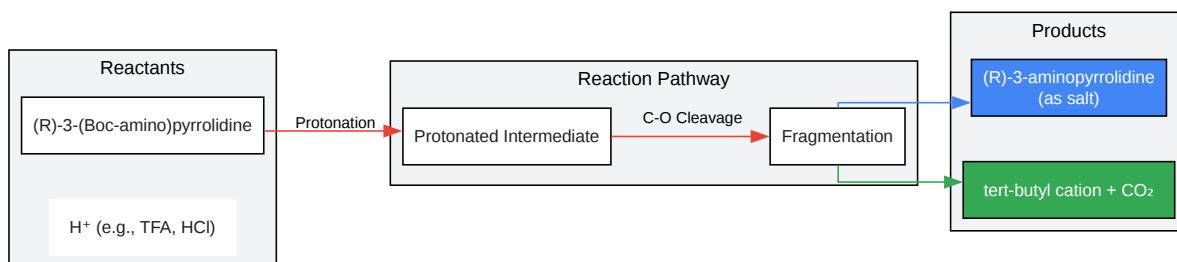 Reactants
(R)-3-(Boc-amino)pyrrolidine
H⁺ (e.g., TFA, HCl)
Protonation
Reaction Pathway
Protonated Intermediate
C-O Cleavage
Fragmentation
Products
(R)-3-aminopyrrolidine
(as salt)
tert-butyl cation + CO₂